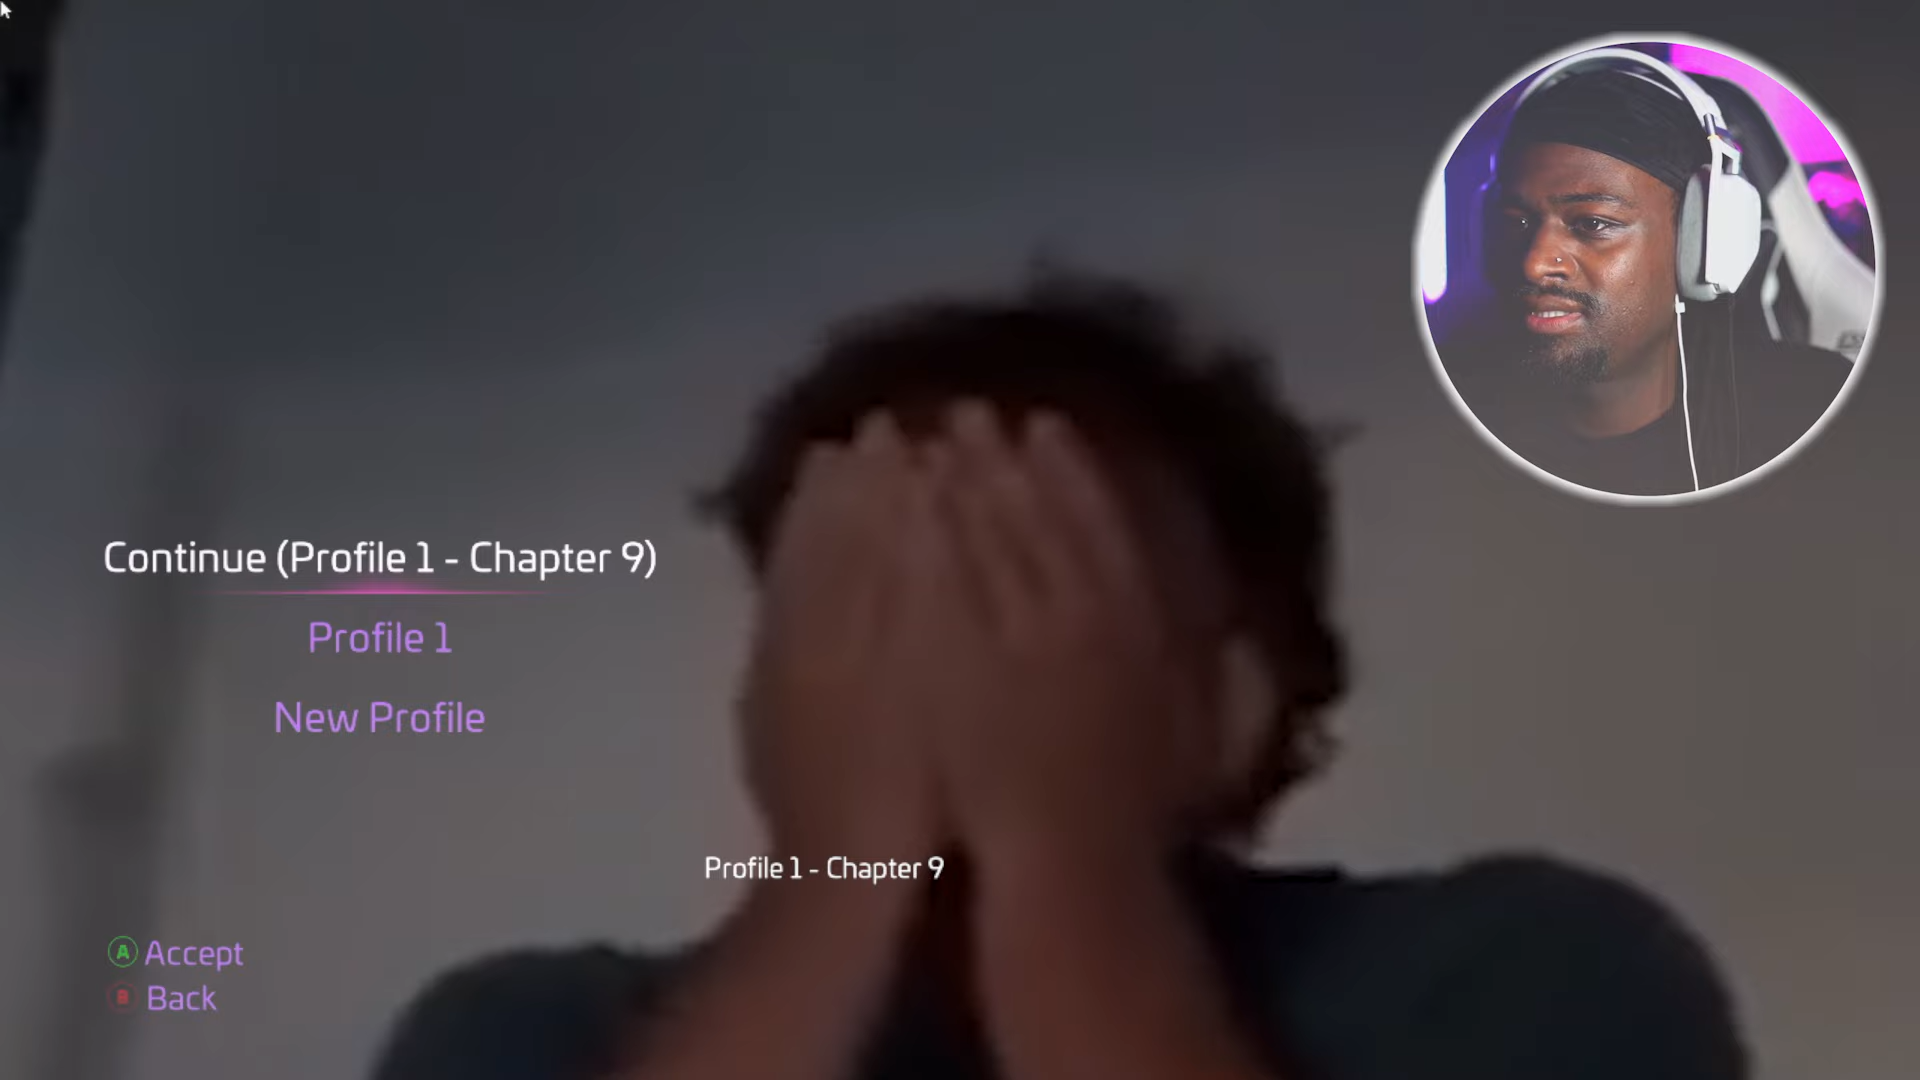 Continue (Profile 1 - Chapter 9)
Profile 1
New Profile
Profile 1 - Chapter 9
A Accept
B Back